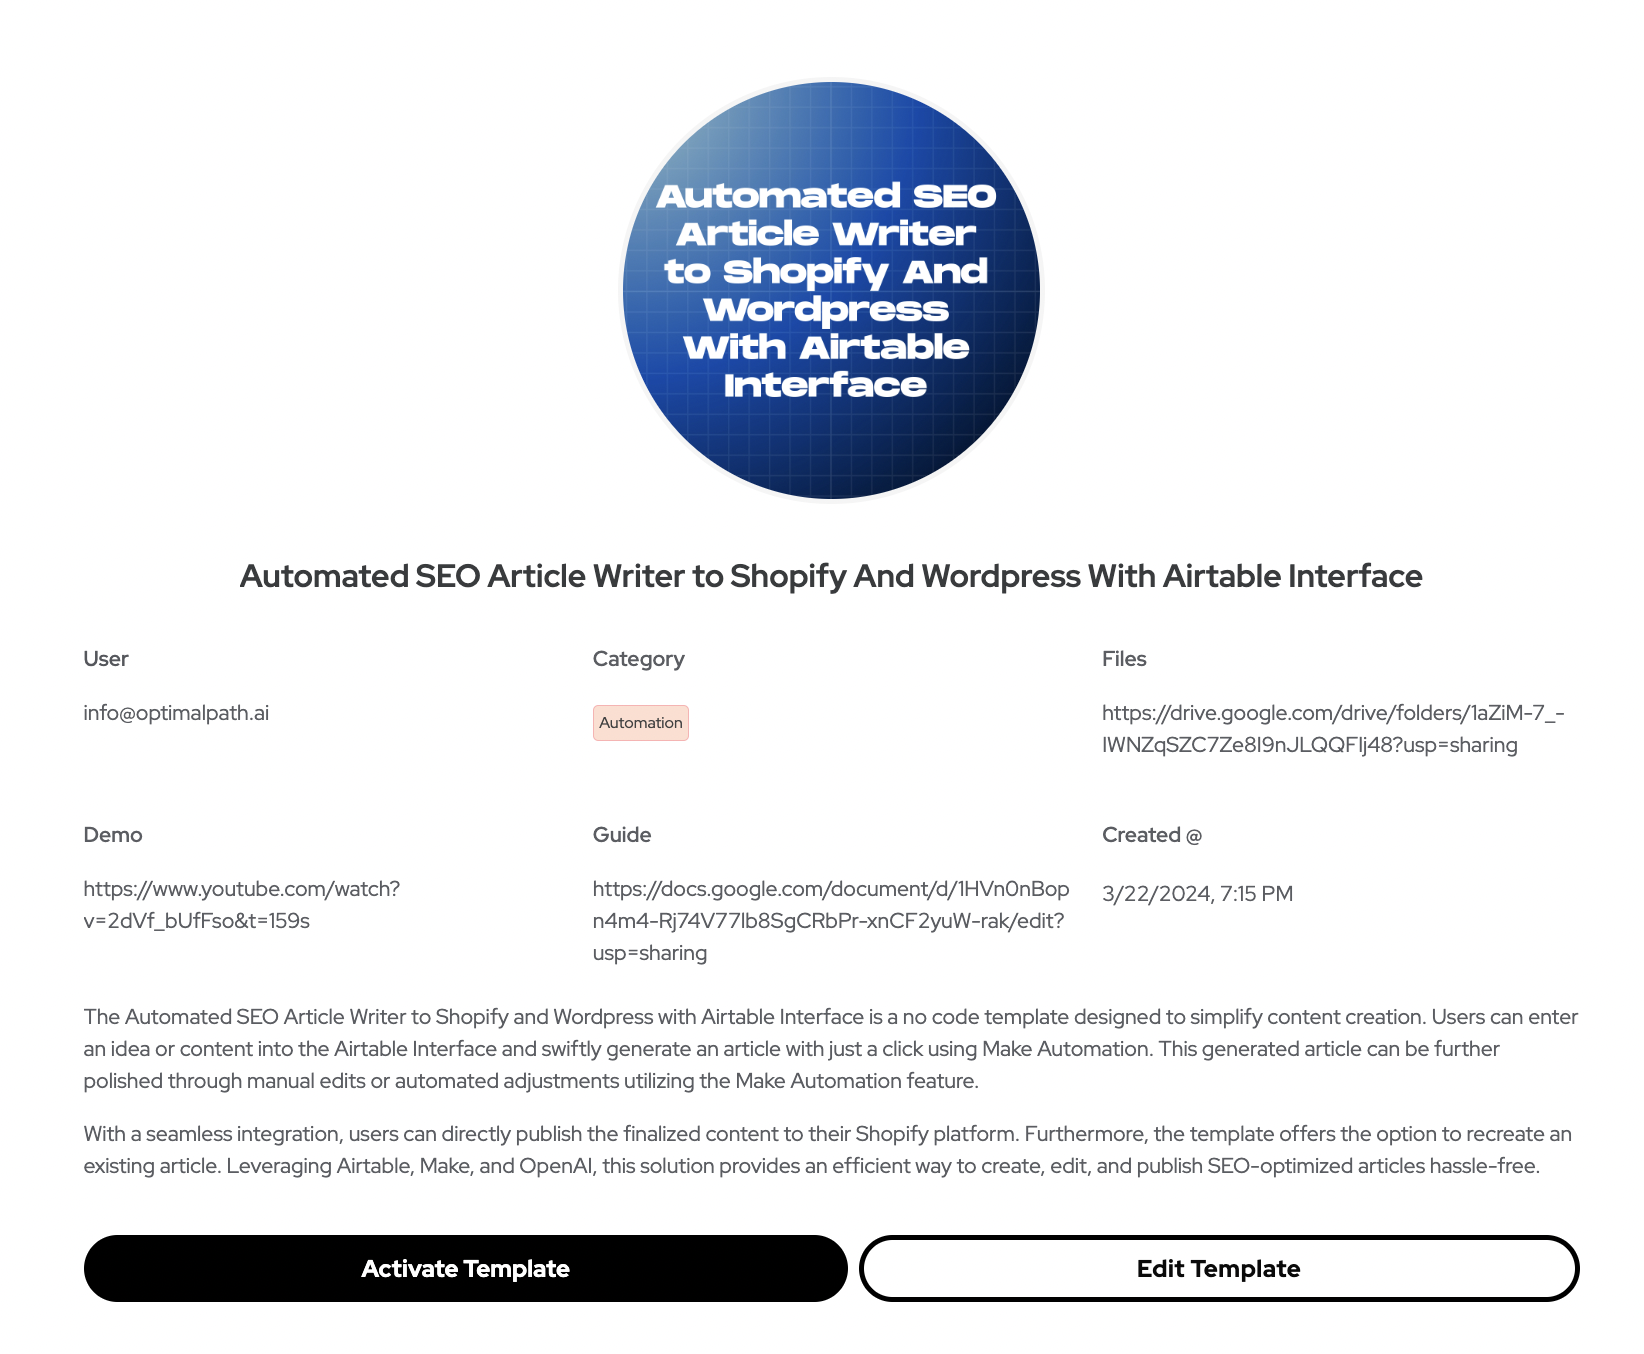 Automated SEO
Article Writer
to Shopify And
Wordpress
With Airtable
Interface
Automated SEO Article Writer to Shopify And Wordpress With Airtable Interface
User
Category
Files
info@optimalpath.ai
Automation
https://drive.google.com/drive/folders/1aZiM-7_-
IWNZqSZC7Ze8I9nJLQQFIj48?usp=sharing
Demo
Guide
Created @
https://www.youtube.com/watch?
v=2dVf_bUfFso&t=159s
https://docs.google.com/document/d/1HVn0nBop
n4m4-Rj74V77lb8SgCRbPr-xnCF2yuW-rak/edit?
usp=sharing
3/22/2024, 7:15 PM
The Automated SEO Article Writer to Shopify and Wordpress with Airtable Interface is a no code template designed to simplify content creation. Users can enter
an idea or content into the Airtable Interface and swiftly generate an article with just a click using Make Automation. This generated article can be further
polished through manual edits or automated adjustments utilizing the Make Automation feature.
With a seamless integration, users can directly publish the finalized content to their Shopify platform. Furthermore, the template offers the option to recreate an
existing article. Leveraging Airtable, Make, and OpenAI, this solution provides an efficient way to create, edit, and publish SEO-optimized articles hassle-free.
Activate Template
Edit Template